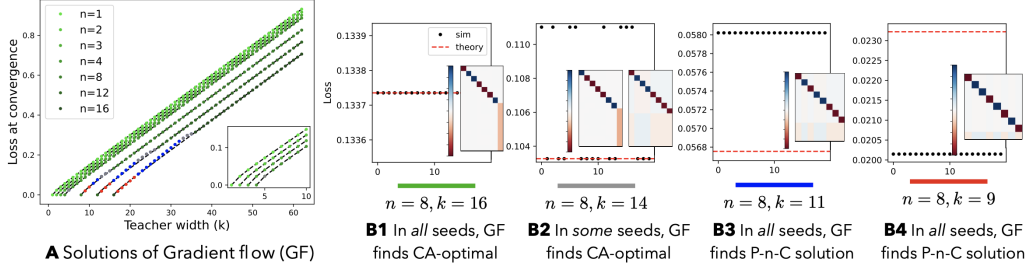 Loss at convergence
0.8
0.6
0.4
0.2
0.0
n=1
n=2
n=3
n=4
n=8
n=12
n=16
0.1
0.0
5
10
0
10
20
30
40
50
60
Teacher width (k)
A Solutions of Gradient flow (GF)
Loss
0.1339
0.1338
0.1337
0.1336
sim
theory
0
10
n = 8, k = 16
B1 In all seeds, GF
finds CA-optimal
0.110
0.108
0.106
0.104
0
10
n = 8, k = 14
B2 In some seeds, GF
finds CA-optimal
0.0580
0.0578
0.0576
0.0574
0.0572
0.0570
0.0568
0
10
n = 8, k = 11
B3 In all seeds, GF
finds P-n-C solution
0.0230
0.0225
0.0220
0.0215
0.0210
0.0205
0.0200
0
10
n = 8, k = 9
B4 In all seeds, GF
finds P-n-C solution